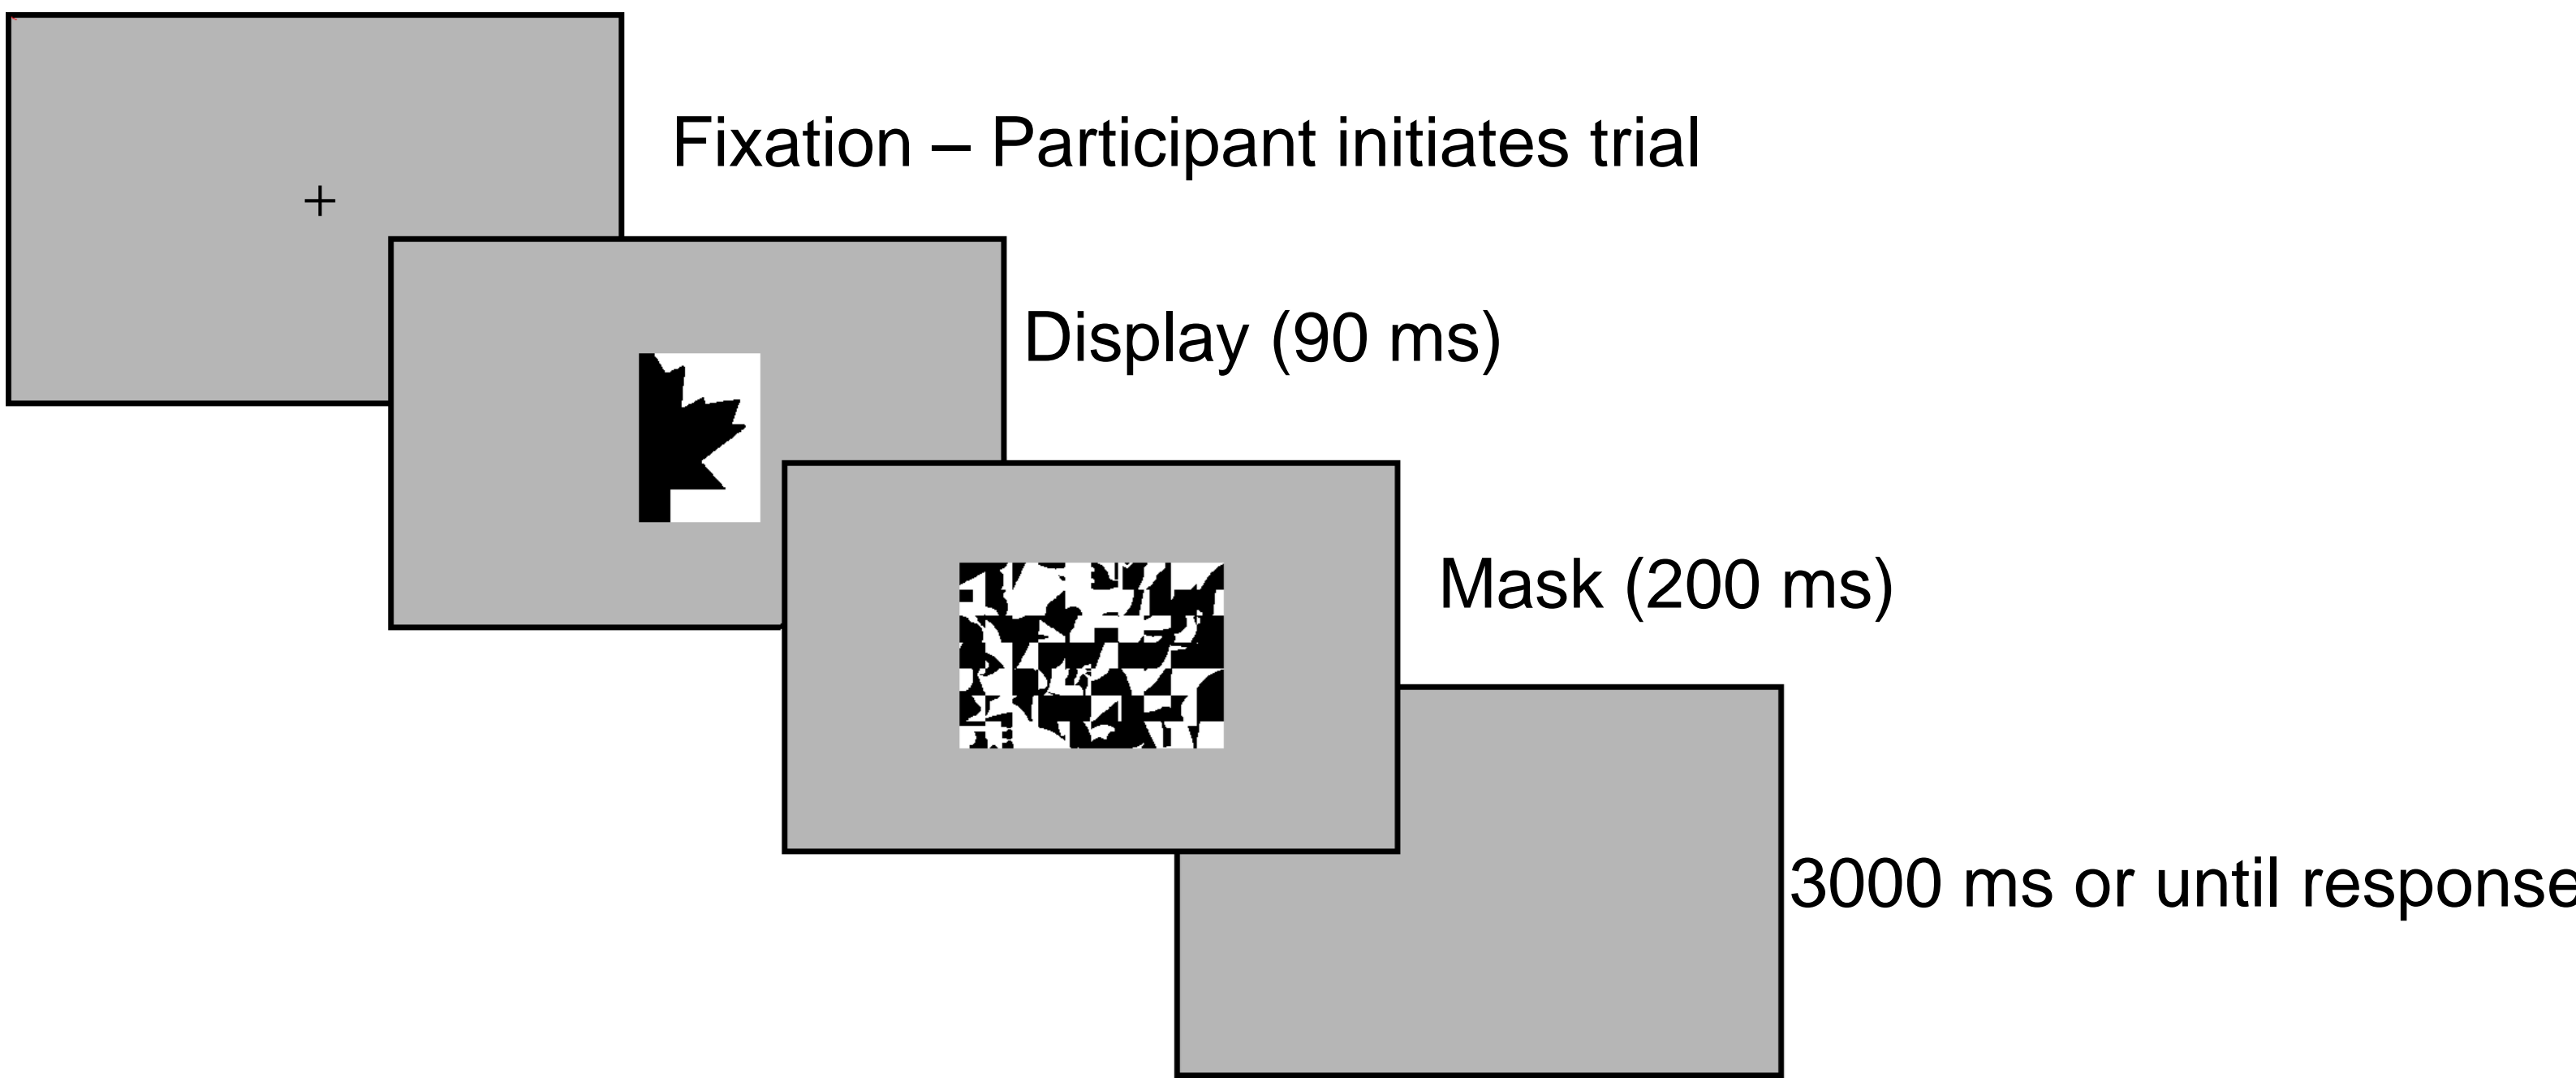 Fixation – Participant initiates trial
Display (90 ms)
Mask (200 ms)
3000 ms or until response